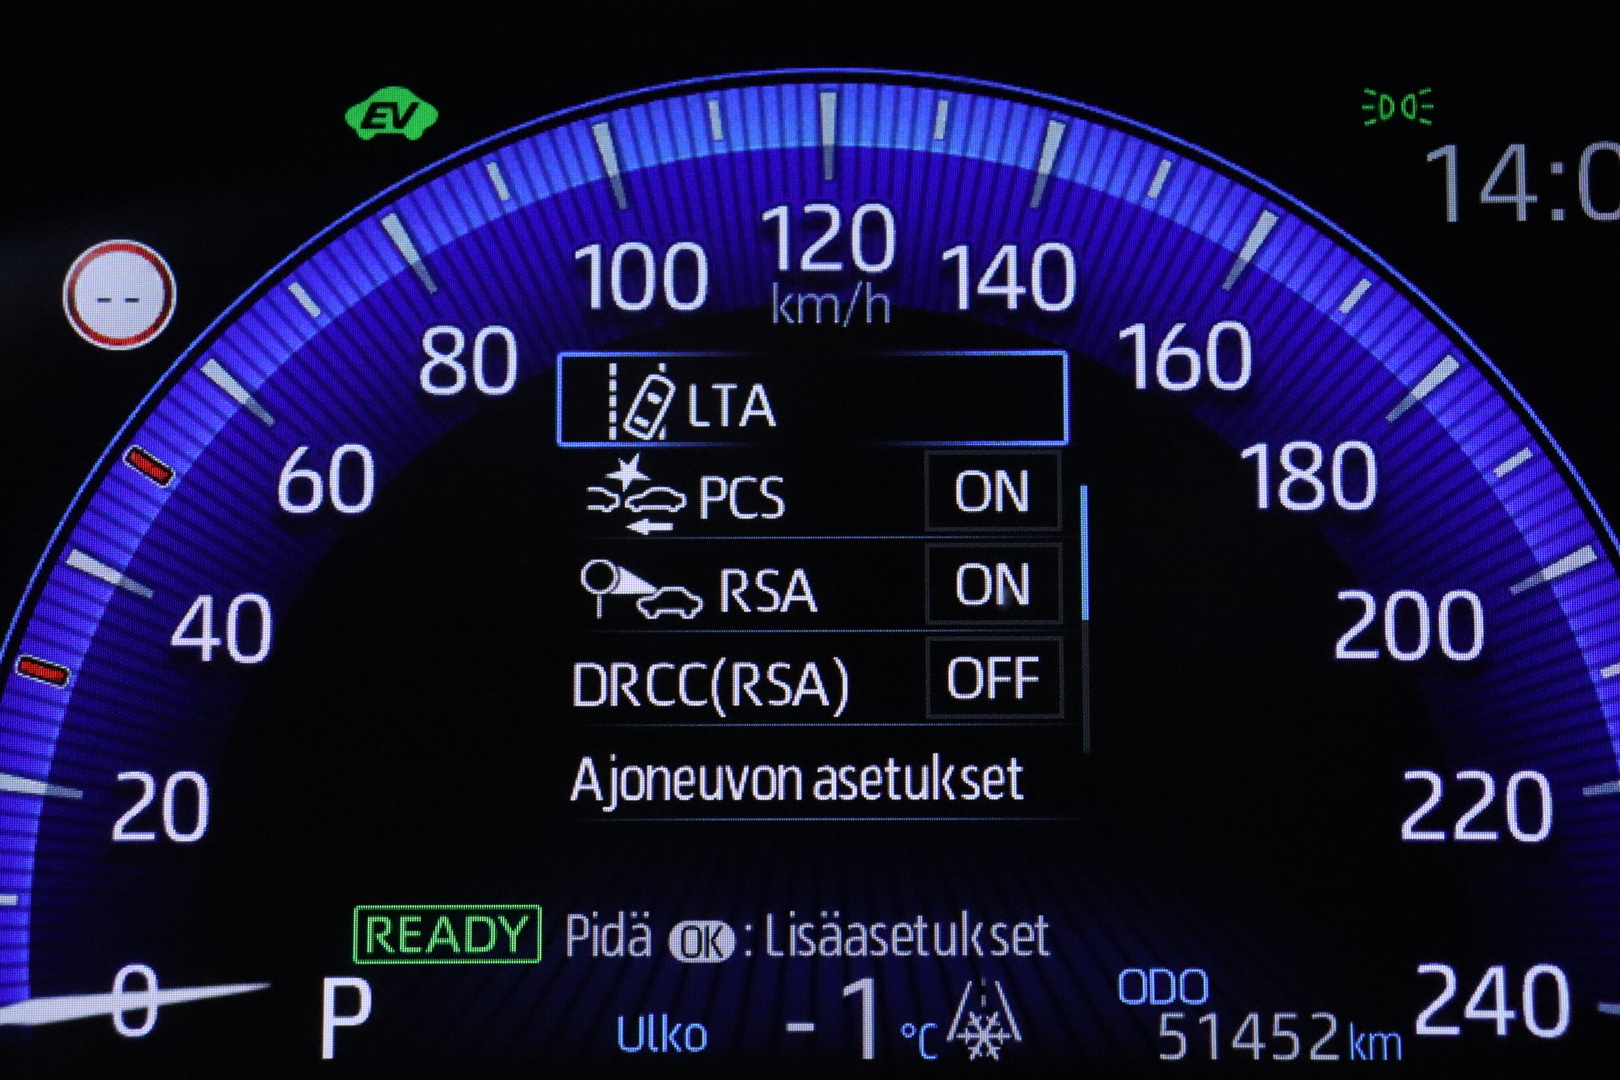 EV
14:0
120
km/h
100
140
80
160
60
180
40
200
20
220
0
240
--
LTA
PCS ON
RSA ON
DRCC(RSA) OFF
Ajoneuvon asetukset
READY Pidä OK : Lisäasetukset
P
Ulko -1 °C
ODO
51452 km